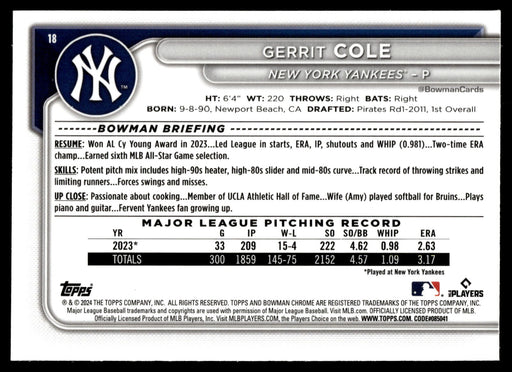 18
NY
TM
GERRIT COLE
NEW YORK YANKEES® – P
@BowmanCards
HT: 6'4" WT: 220 THROWS: Right BATS: Right
BORN: 9-8-90, Newport Beach, CA DRAFTED: Pirates Rd1-2011, 1st Overall
BOWMAN BRIEFING
RESUME: Won AL Cy Young Award in 2023...Led League in starts, ERA, IP, shutouts and WHIP (0.981)...Two-time ERA
champ...Earned sixth MLB All-Star Game selection.
SKILLS: Potent pitch mix includes high-90s heater, high-80s slider and mid-80s curve...Track record of throwing strikes and
limiting runners...Forces swings and misses.
UP CLOSE: Passionate about cooking...Member of UCLA Athletic Hall of Fame...Wife (Amy) played softball for Bruins...Plays
piano and guitar...Fervent Yankees fan growing up.
MAJOR LEAGUE PITCHING RECORD
YR G IP W-L SO SO/BB WHIP ERA
2023* 33 209 15-4 222 4.62 0.98 2.63
TOTALS 300 1859 145-75 2152 4.57 1.09 3.17
*Played at New York Yankees
Topps
PLAYERS
® & © 2024 THE TOPPS COMPANY, INC. ALL RIGHTS RESERVED. TOPPS AND BOWMAN CHROME ARE REGISTERED TRADEMARKS OF THE TOPPS COMPANY, INC.
Major League Baseball trademarks and copyrights are used with permission of Major League Baseball. Visit MLB.com. OFFICIALLY LICENSED PRODUCT OF MLB.
Officially Licensed Product of MLB Players, Inc. Visit MLBPLAYERS.com, the Players Choice on the web. WWW.TOPPS.COM. CODE#085041